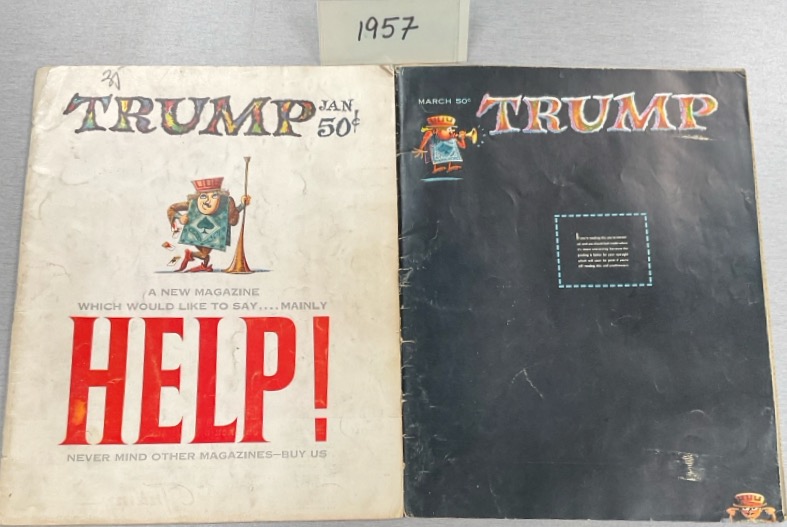 1957
TRUMP
JAN.
50¢
A NEW MAGAZINE
WHICH WOULD LIKE TO SAY....MAINLY
HELP!
NEVER MIND OTHER MAGAZINES—BUY US
MARCH 50¢
TRUMP